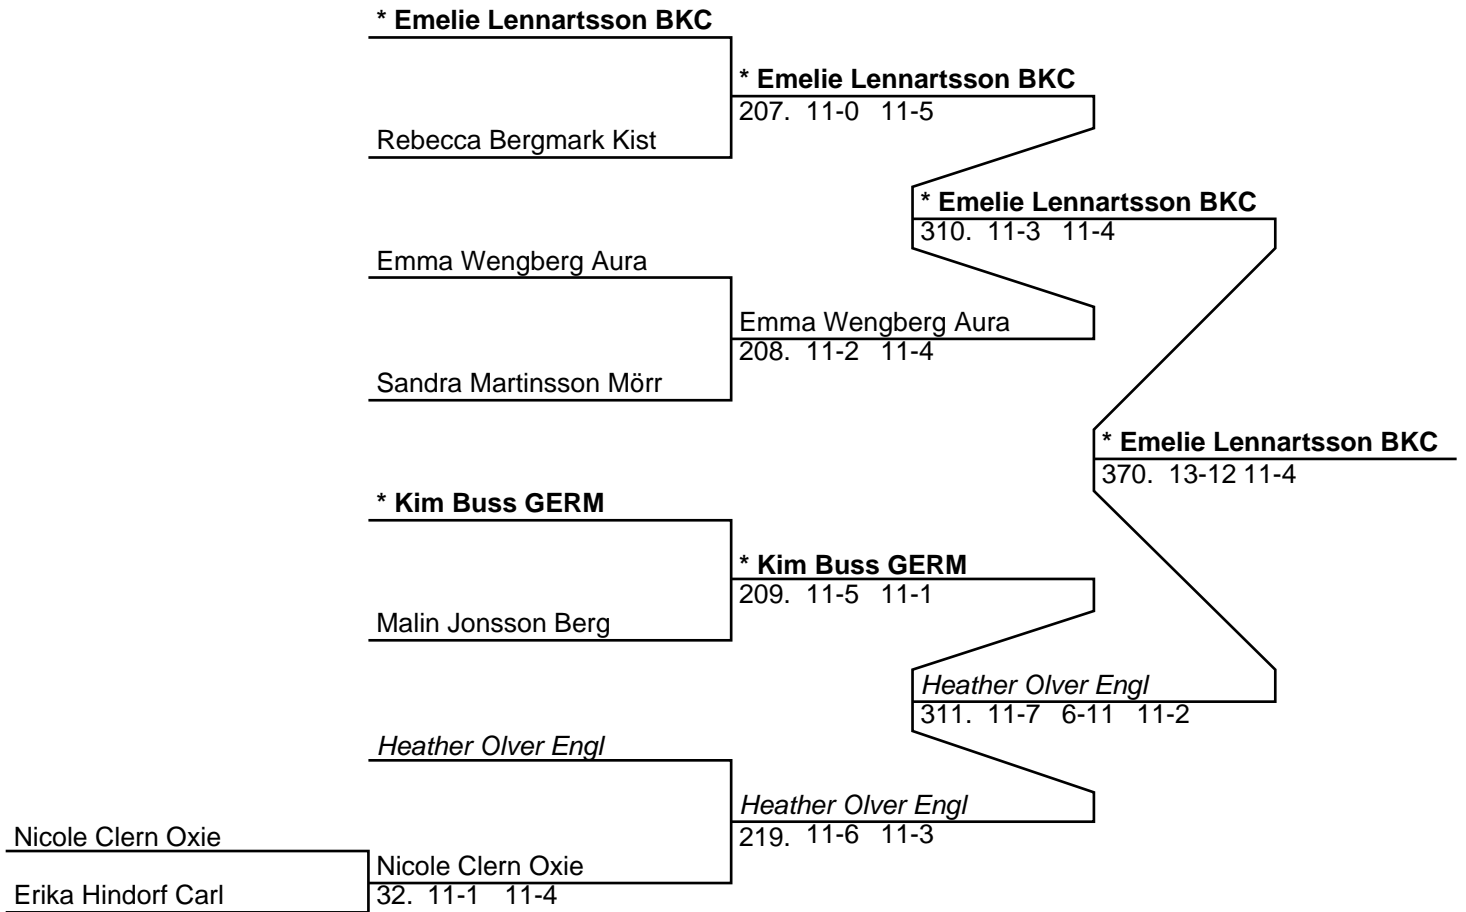 * Emelie Lennartsson BKC
* Emelie Lennartsson BKC
207. 11-0 11-5
Rebecca Bergmark Kist
* Emelie Lennartsson BKC
310. 11-3 11-4
Emma Wengberg Aura
Emma Wengberg Aura
208. 11-2 11-4
Sandra Martinsson Mörr
* Emelie Lennartsson BKC
370. 13-12 11-4
* Kim Buss GERM
* Kim Buss GERM
209. 11-5 11-1
Malin Jonsson Berg
Heather Olver Engl
311. 11-7 6-11 11-2
Heather Olver Engl
Heather Olver Engl
219. 11-6 11-3
Nicole Clern Oxie
Nicole Clern Oxie
32. 11-1 11-4
Erika Hindorf Carl